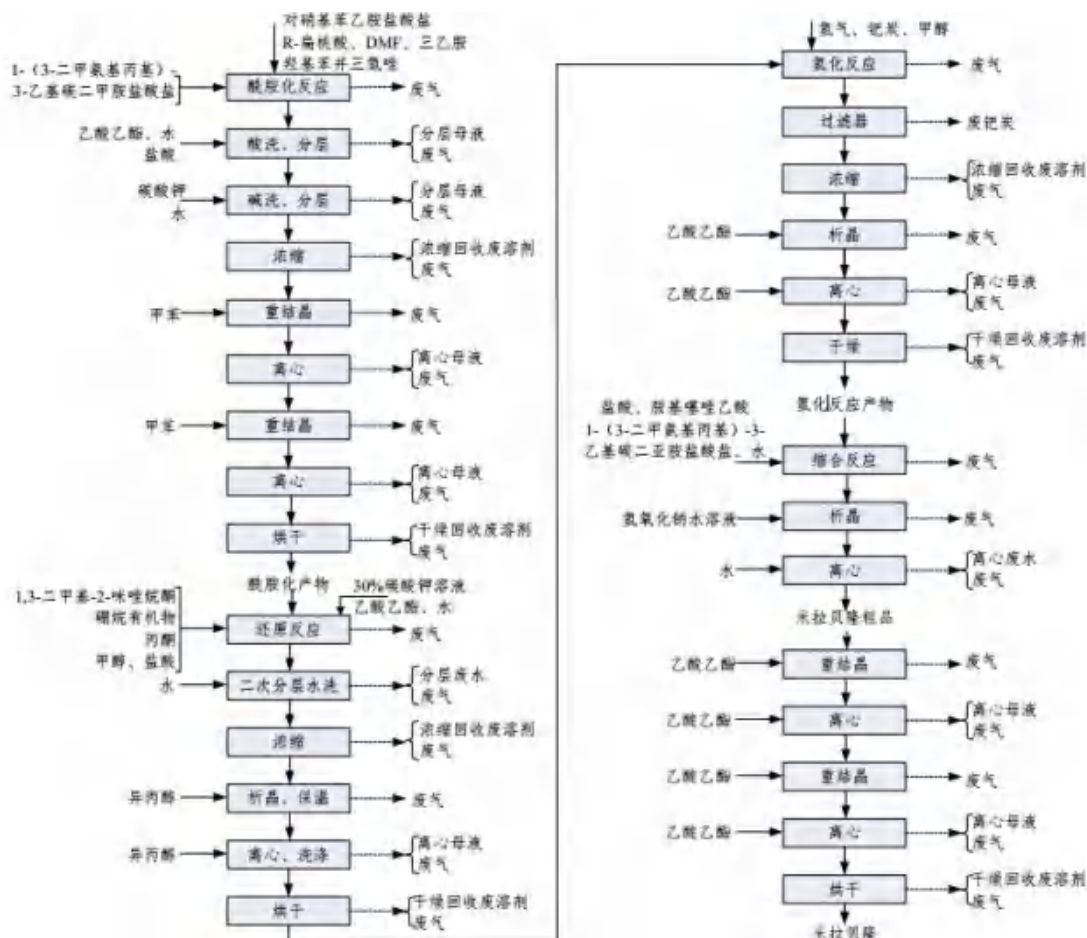 对硝基苯乙胺盐酸盐
R-扁桃酸、DMF、三乙胺
羟基苯并三氮唑
1-（3-二甲氨基丙基）-
3-乙基碳二甲胺盐酸盐
酰胺化反应
废气
乙酸乙酯、水
盐酸
酸洗、分层
分层母液
废气
碳酸钾
水
碱洗、分层
分层母液
废气
浓缩
浓缩回收废溶剂
废气
甲苯
重结晶
废气
离心
离心母液
废气
甲苯
重结晶
废气
离心
离心母液
废气
烘干
干燥回收废溶剂
废气
酰胺化产物
30%碳酸钾溶液
乙酸乙酯、水
1,3-二甲基-2-咪唑烷酮
硼烷有机物
丙酮
甲醇、盐酸
还原反应
废气
水
二次分层水洗
分层废水
废气
浓缩
浓缩回收废溶剂
废气
异丙醇
析晶、保温
废气
异丙醇
离心、洗涤
离心母液
废气
烘干
干燥回收废溶剂
废气
氢气、钯炭、甲醇
氢化反应
废气
过滤器
废钯炭
浓缩
浓缩回收废溶剂
废气
乙酸乙酯
析晶
废气
乙酸乙酯
离心
离心母液
废气
干燥
干燥回收废溶剂
废气
氢化反应产物
盐酸、胺基噻唑乙酸
1-（3-二甲氨基丙基）-3-
乙基碳二亚胺盐酸盐、水
缩合反应
废气
氢氧化钠水溶液
析晶
废气
水
离心
离心废水
废气
米拉贝隆粗品
乙酸乙酯
重结晶
废气
乙酸乙酯
离心
离心母液
废气
乙酸乙酯
重结晶
废气
乙酸乙酯
离心
离心母液
废气
烘干
干燥回收废溶剂
废气
米拉贝隆